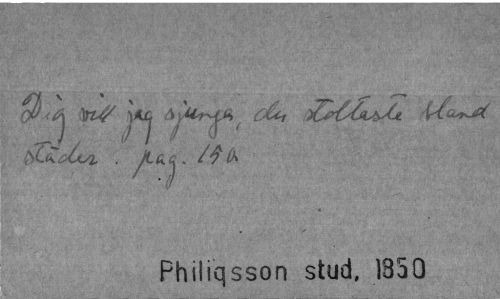 Dig vill jag sjunga, du stoltaste bland
städer. pag. 150
Philiqsson stud, 1850